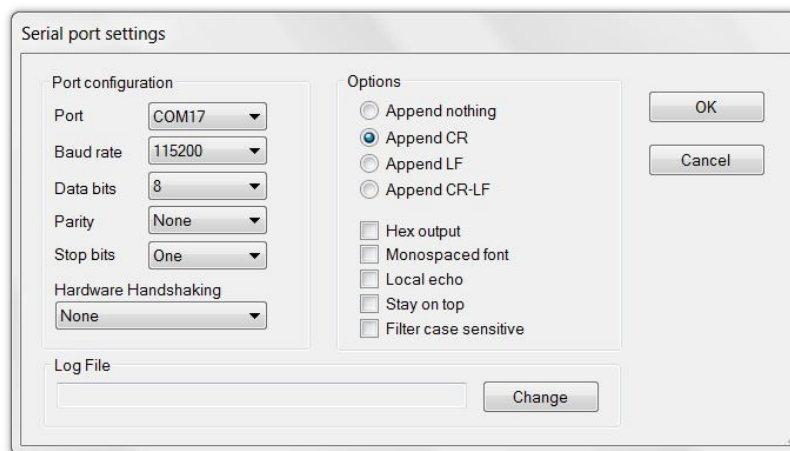 Serial port settings
Port configuration
Port COM17
Baud rate 115200
Data bits 8
Parity None
Stop bits One
Hardware Handshaking
None
Options
Append nothing
Append CR
Append LF
Append CR-LF
Hex output
Monospaced font
Local echo
Stay on top
Filter case sensitive
OK
Cancel
Log File
Change